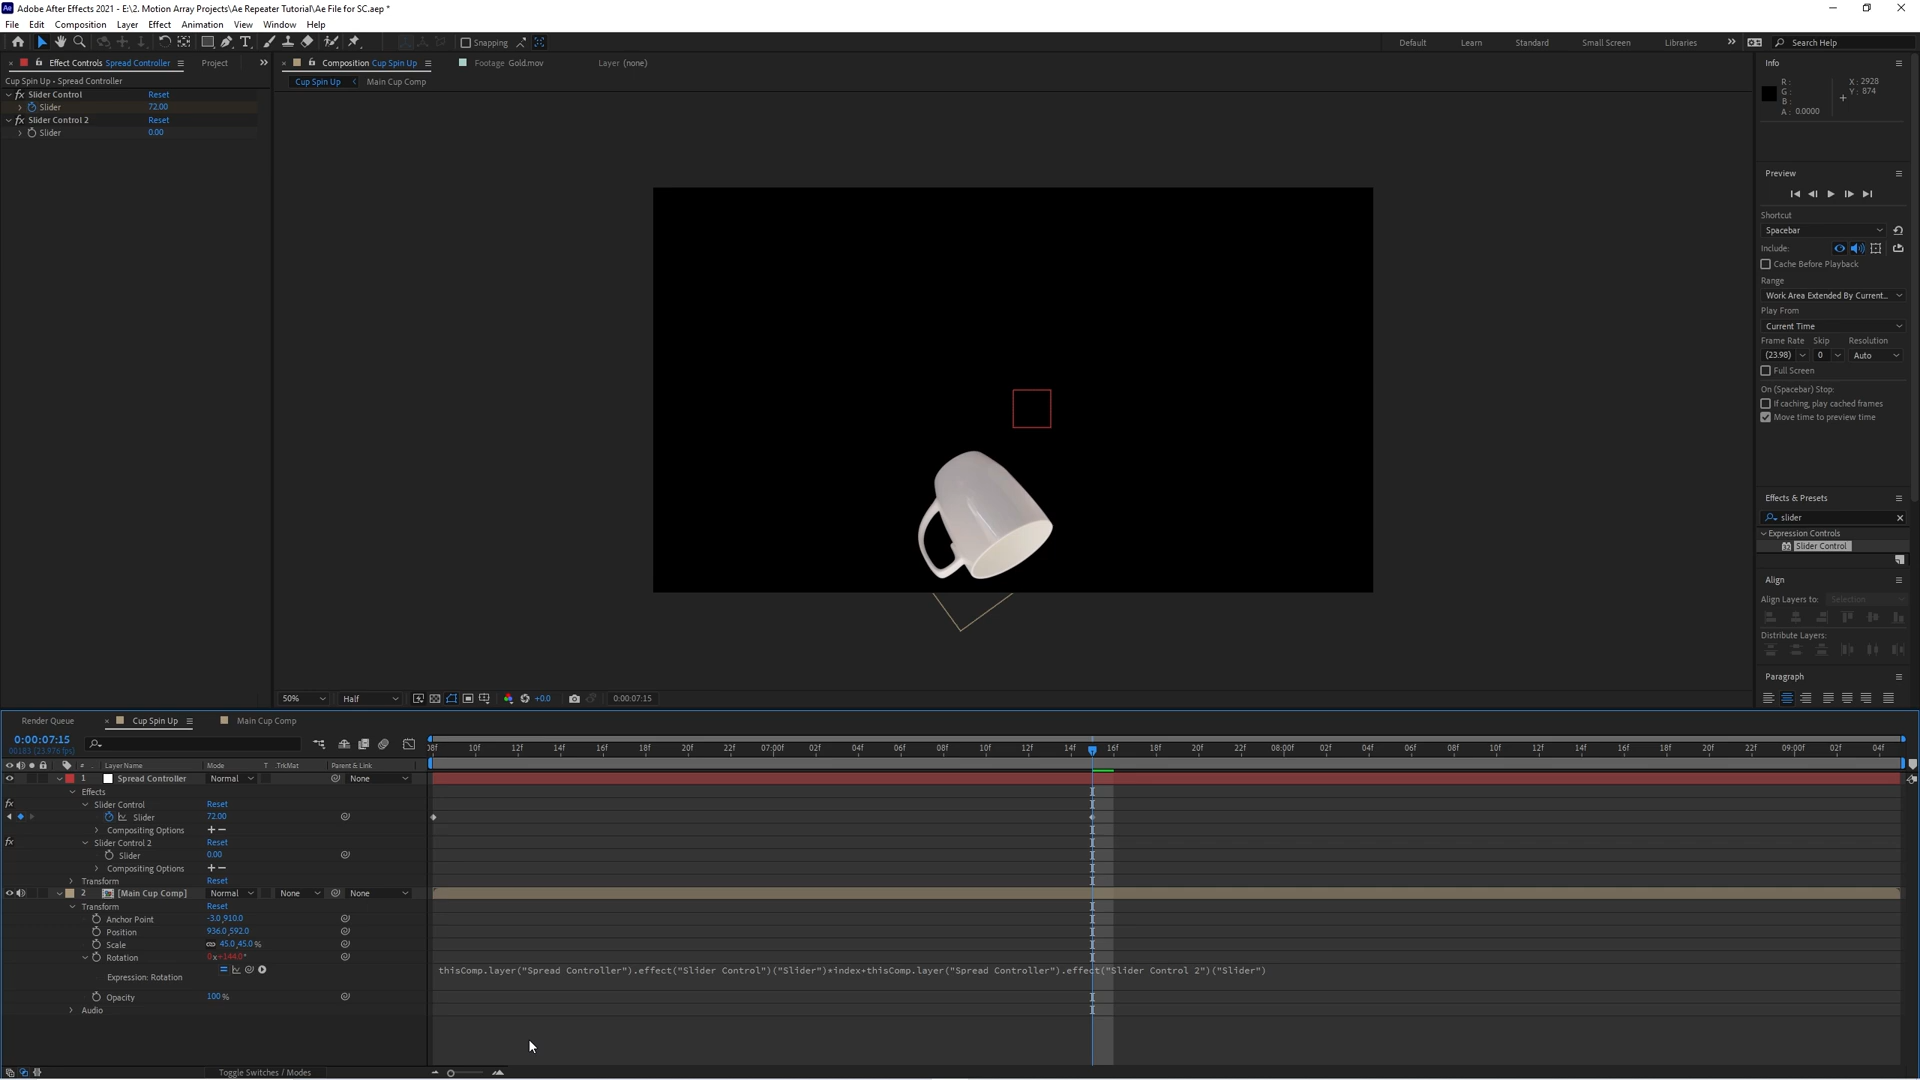 Adobe After Effects 2021 - E:\2. Motion Array Projects\Ae Repeater Tutorial\Ae File for SC.aep *
File Edit Composition Layer Effect Animation View Window Help
Snapping
Default Learn Standard Small Screen Libraries Search Help
Effect Controls Spread Controller Project
Composition Cup Spin Up Footage Gold.mov Layer (none)
Info
Cup Spin Up • Spread Controller
Cup Spin Up Main Cup Comp
fx Slider Control Reset
Slider 72.00
fx Slider Control 2 Reset
Slider 0.00
R :
G :
B :
A : 0.0000
X : 2928
Y : 874
Preview
Shortcut
Spacebar
Include:
Cache Before Playback
Range
Work Area Extended By Current...
Play From
Current Time
Frame Rate Skip Resolution
(23.98) 0 Auto
Full Screen
On (Spacebar) Stop:
If caching, play cached frames
Move time to preview time
Effects & Presets
slider
Expression Controls
Slider Control
Align
Align Layers to: Selection
Distribute Layers:
Paragraph
50% Half +0.0 0:00:07:15
Render Queue Cup Spin Up Main Cup Comp
0:00:07:15
00183 (23.976 fps)
08f 10f 12f 14f 16f 18f 20f 22f 07:00f 02f 04f 06f 08f 10f 12f 14f 16f 18f 20f 22f 08:00f 02f 04f 06f 08f 10f 12f 14f 16f 18f 20f 22f 09:00f 02f 04f
# Layer Name Mode T .TrkMat Parent & Link
1 Spread Controller Normal None
Effects
fx Slider Control Reset
Slider 72.00
Compositing Options + −
fx Slider Control 2 Reset
Slider 0.00
Compositing Options + −
Transform Reset
2 [Main Cup Comp] Normal None None
Transform Reset
Anchor Point -3.0,910.0
Position 936.0,592.0
Scale 45.0,45.0 %
Rotation 0x+144.0°
Expression: Rotation thisComp.layer("Spread Controller").effect("Slider Control")("Slider")*index+thisComp.layer("Spread Controller").effect("Slider Control 2")("Slider")
Opacity 100 %
Audio
Toggle Switches / Modes